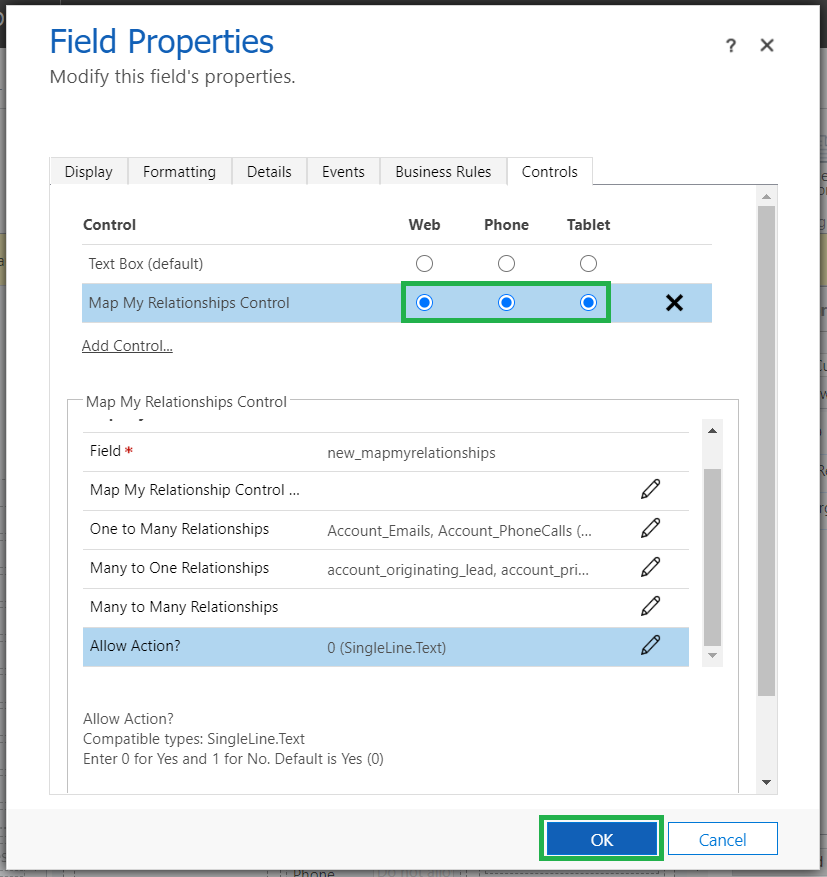 Field Properties
?
Modify this field's properties.
Display Formatting Details Events Business Rules Controls
Control Web Phone Tablet
Text Box (default)
Map My Relationships Control
Add Control...
Map My Relationships Control
Field * new_mapmyrelationships
Map My Relationship Control ...
One to Many Relationships Account_Emails, Account_PhoneCalls (...
Many to One Relationships account_originating_lead, account_pri...
Many to Many Relationships
Allow Action? 0 (SingleLine.Text)
Allow Action?
Compatible types: SingleLine.Text
Enter 0 for Yes and 1 for No. Default is Yes (0)
OK Cancel
Phone